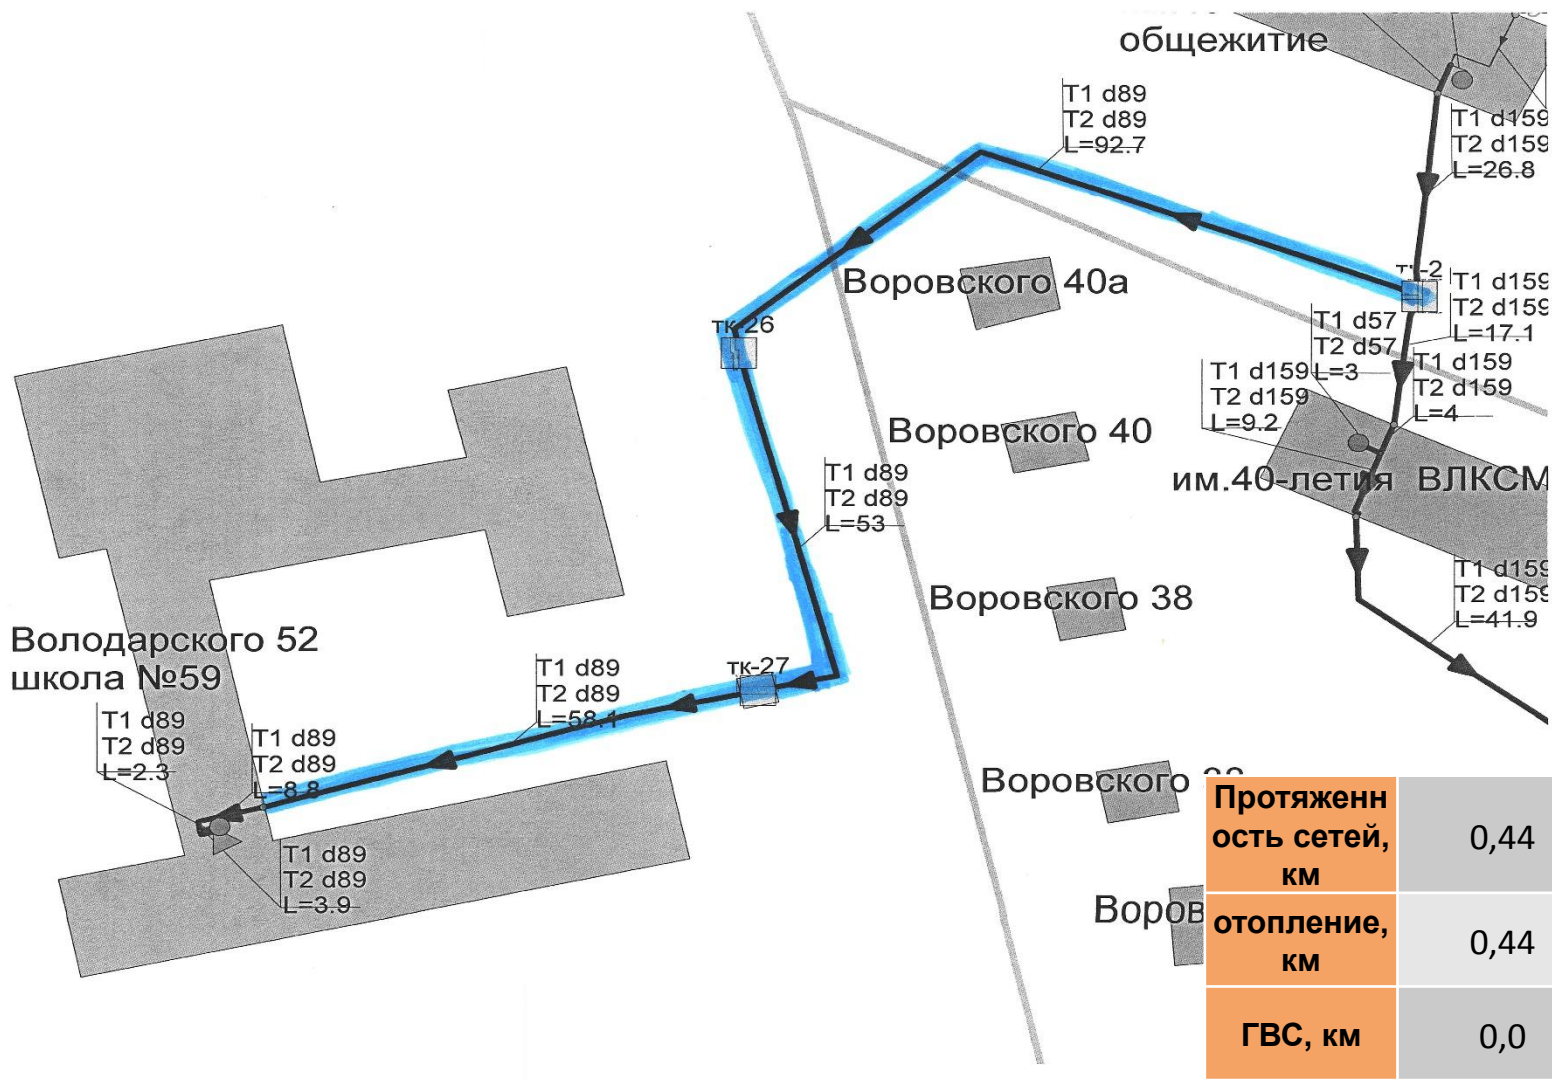 общежитие
T1 d89
T2 d89
L=92.7
T1 d159
T2 d159
L=26.8
Воровского 40а
тк-26
T1 d159
T2 d159
L=17.1
T1 d57
T2 d57
L=3
T1 d159
T2 d159
L=4
T1 d159
T2 d159
L=9.2
Воровского 40
T1 d89
T2 d89
L=53
им.40-летия ВЛКСМ
Воровского 38
T1 d159
T2 d159
L=41.9
Володарского 52
школа №59
тк-27
T1 d89
T2 d89
L=58.1
T1 d89
T2 d89
L=2.3
T1 d89
T2 d89
L=8.8
Воровского
T1 d89
T2 d89
L=3.9
Протяженн
ость сетей,
км
0,44
отопление,
км
0,44
ГВС, км
0,0